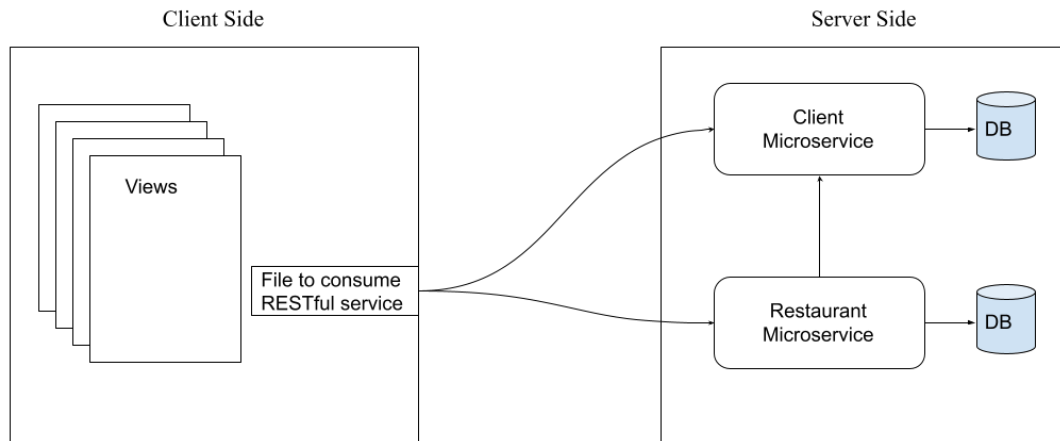 Client Side
Server Side
Views
File to consume
RESTful service
Client
Microservice
DB
Restaurant
Microservice
DB